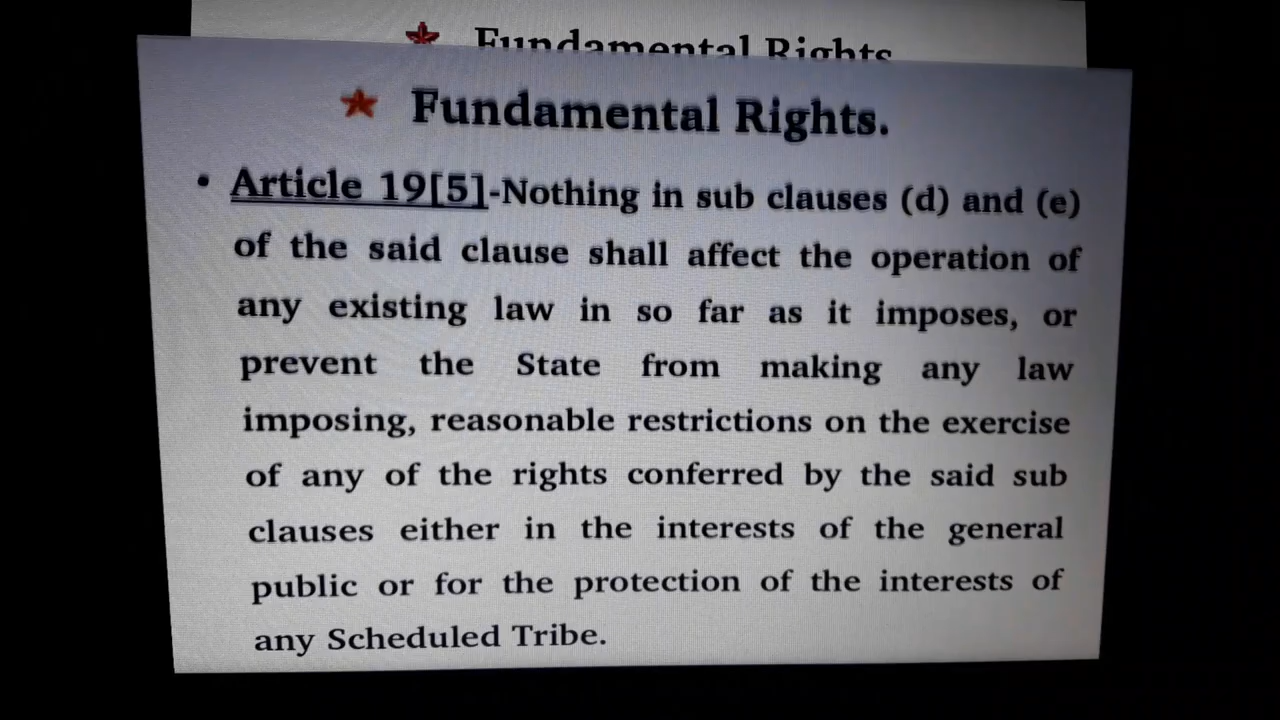 Fundamental Rights
Fundamental Rights.
• Article 19[5]-Nothing in sub clauses (d) and (e)
of the said clause shall affect the operation of
any existing law in so far as it imposes, or
prevent the State from making any law
imposing, reasonable restrictions on the exercise
of any of the rights conferred by the said sub
clauses either in the interests of the general
public or for the protection of the interests of
any Scheduled Tribe.